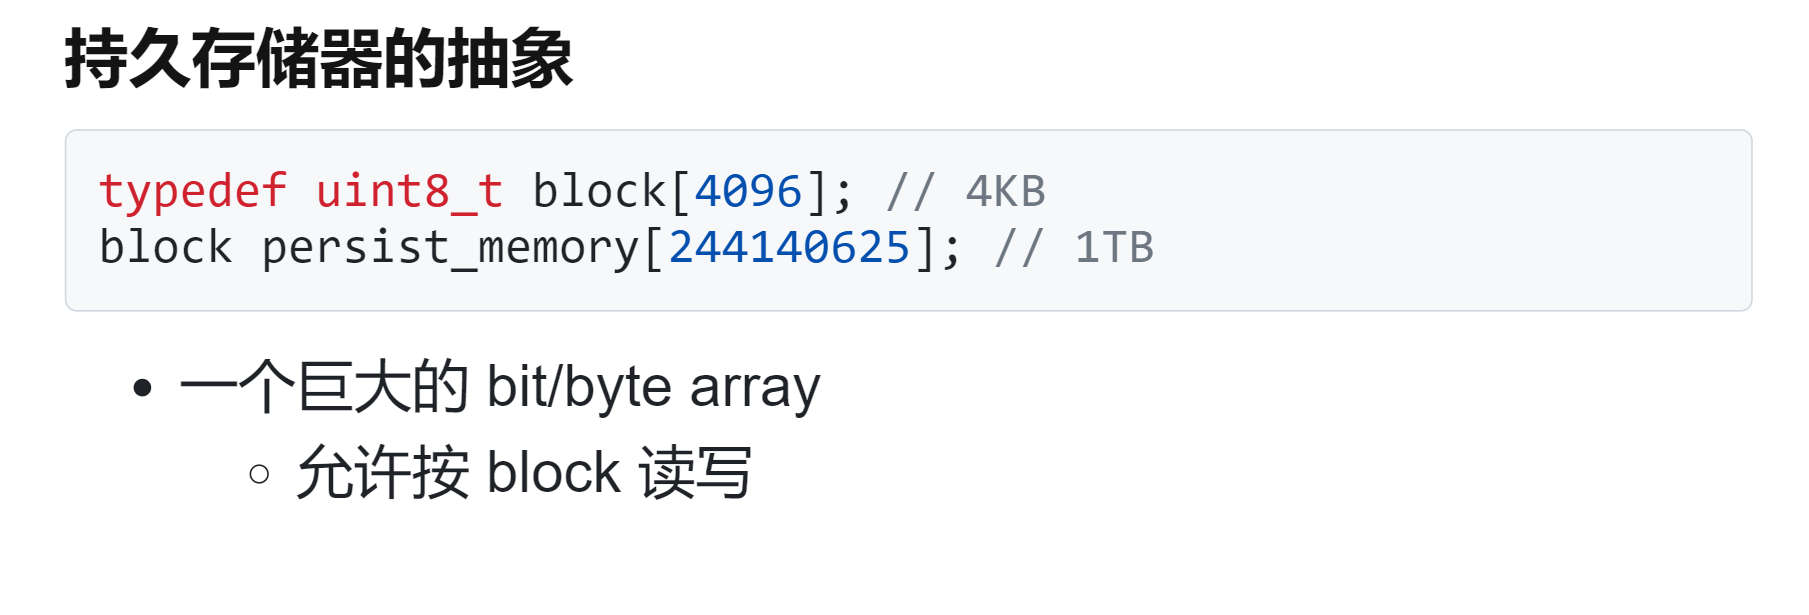 持久存储器的抽象
typedef uint8_t block[4096]; // 4KB
block persist_memory[244140625]; // 1TB
一个巨大的 bit/byte array
允许按 block 读写